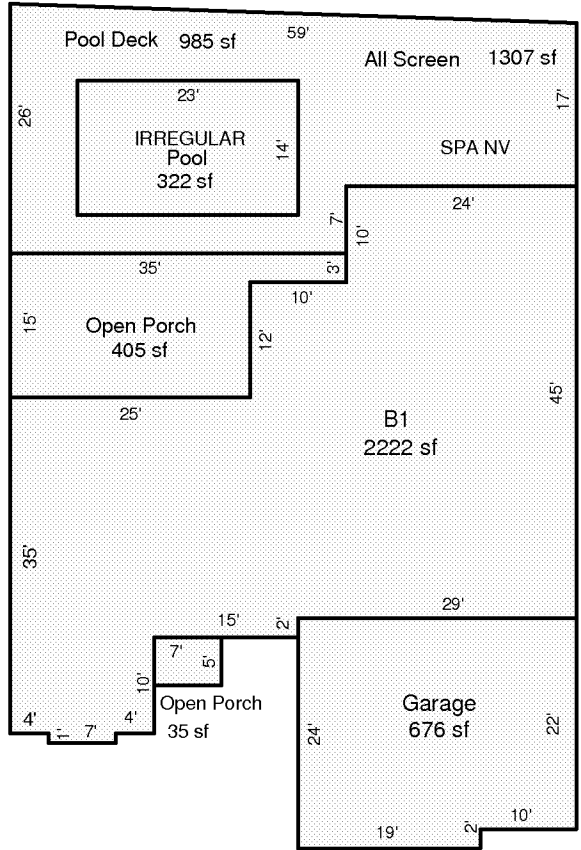 Pool Deck 985 sf
59'
All Screen 1307 sf
26'
23'
17'
IRREGULAR
Pool
322 sf
14'
SPA NV
24'
7'
10'
35'
3'
10'
15'
Open Porch
405 sf
12'
25'
45'
B1
2222 sf
35'
29'
15'
2'
7'
5'
10'
Open Porch
35 sf
4'
1'
7'
4'
24'
Garage
676 sf
22'
10'
2'
19'